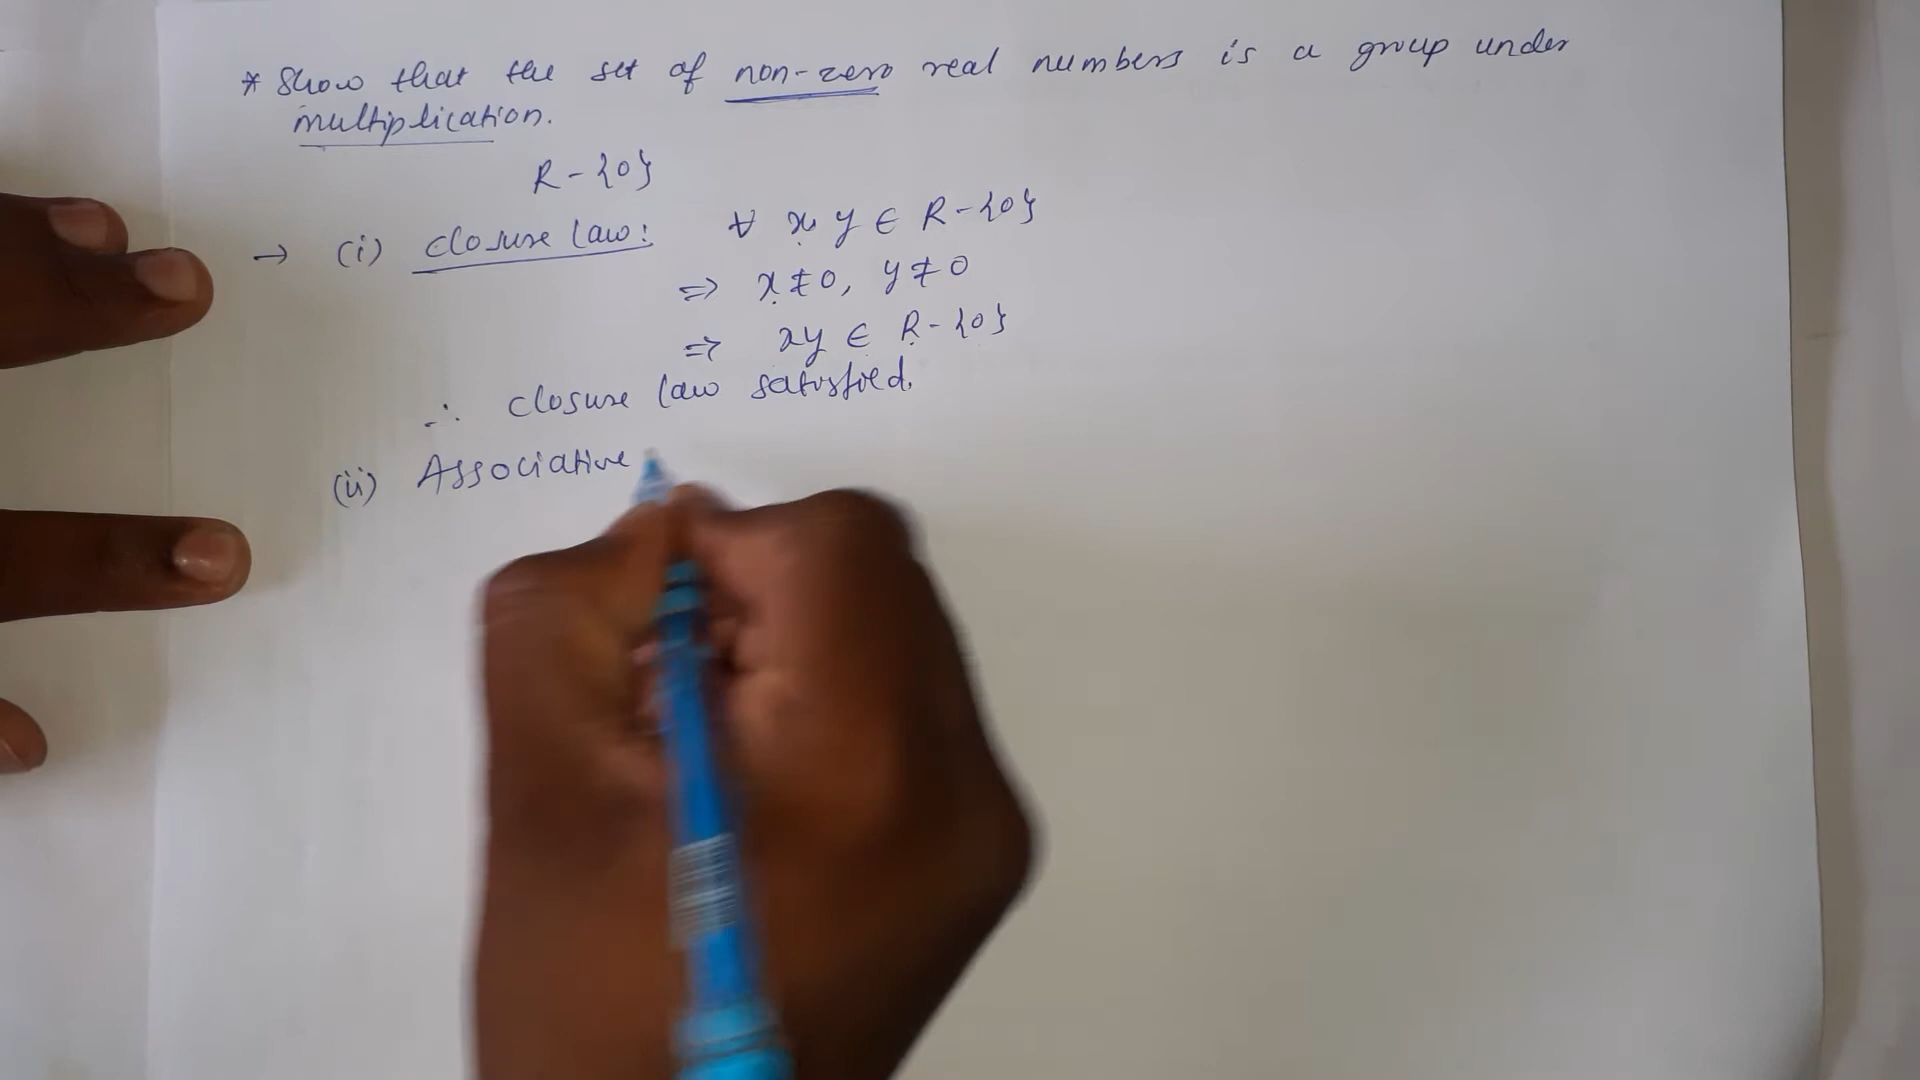 * Show that the set of non-zero real numbers is a group under
multiplication.
R - {0}
→ (i) closure law: ∀ x y ∈ R - {0}
⇒ x ≠ 0, y ≠ 0
⇒ xy ∈ R - {0}
∴ closure law satisfied.
(ii) Associative